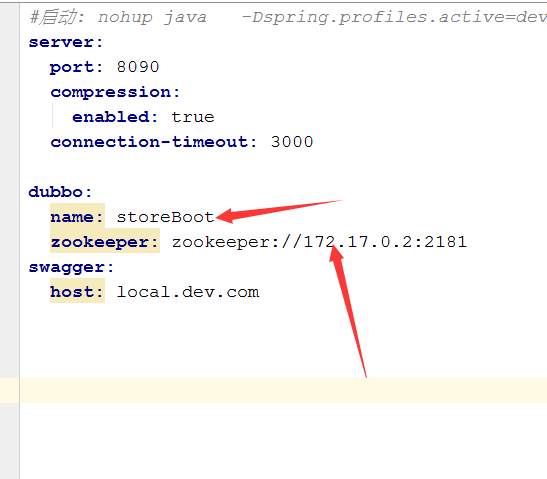 #启动: nohup java   -Dspring.profiles.active=dev
server:
  port: 8090
  compression:
    enabled: true
  connection-timeout: 3000

dubbo:
  name: storeBoot
  zookeeper: zookeeper://172.17.0.2:2181
swagger:
  host: local.dev.com